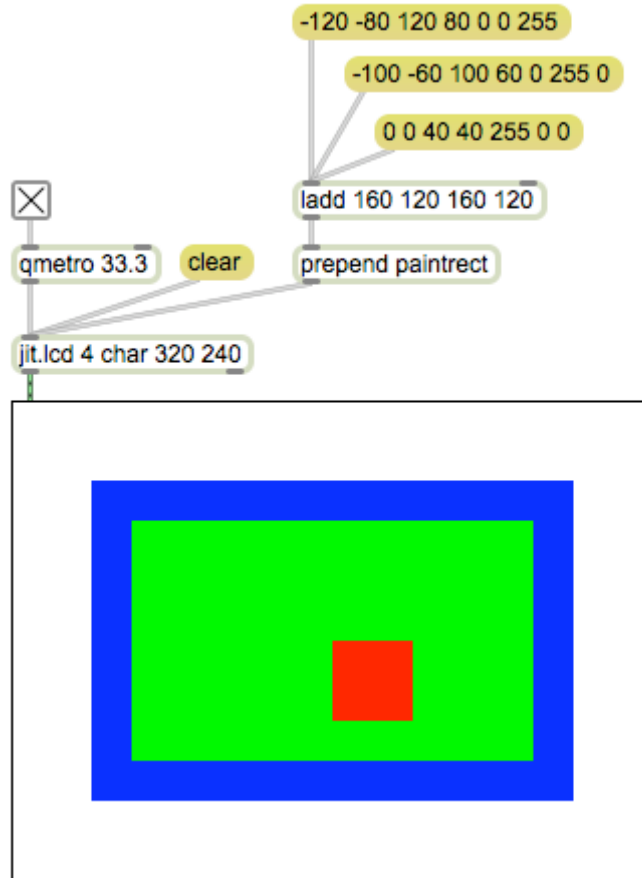 -120 -80 120 80 0 0 255
-100 -60 100 60 0 255 0
0 0 40 40 255 0 0
ladd 160 120 160 120
qmetro 33.3
clear
prepend paintrect
jit.lcd 4 char 320 240